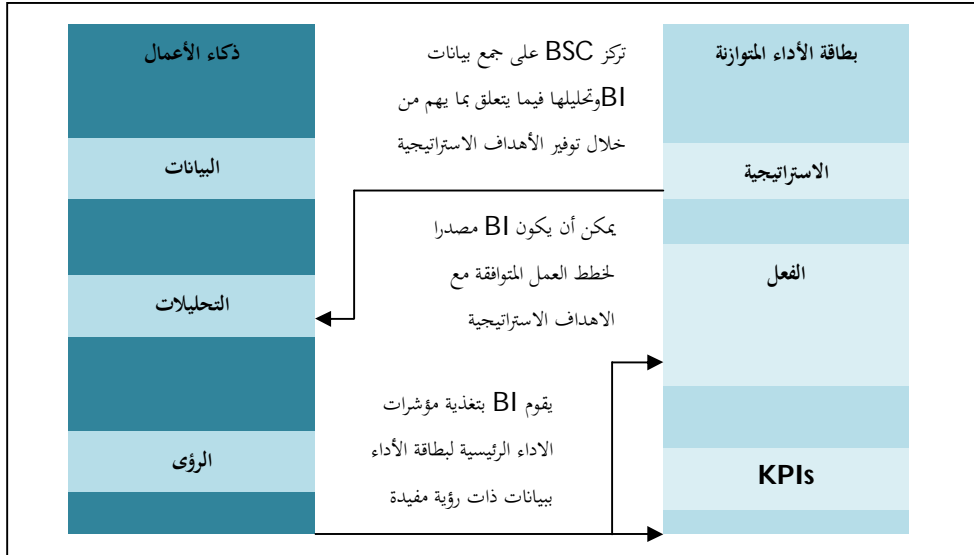 بطاقة الأداء المتوازنة
الاستراتيجية
الفعل
KPIs
تركز BSC على جمع بيانات
BIوتحليلها فيما يتعلق بما يهم من
خلال توفير الأهداف الاستراتيجية
يمكن أن يكون BI مصدرا
لخطط العمل المتوافقة مع
الاهداف الاستراتيجية
يقوم BI بتغذية مؤشرات
الاداء الرئيسية لبطاقة الأداء
ببيانات ذات رؤية مفيدة
ذكاء الأعمال
البيانات
التحليلات
الرؤى